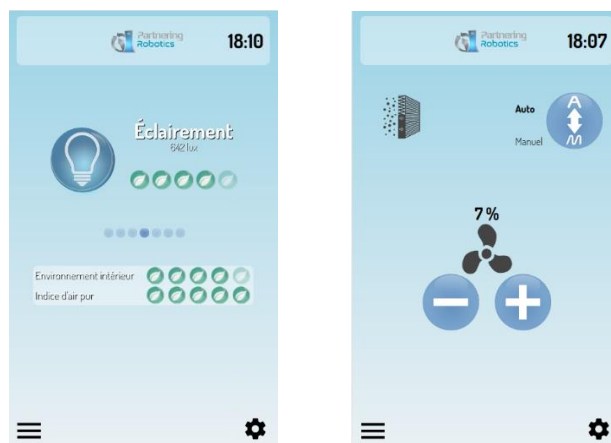 Partnering
Robotics
18:10
Éclairement
642 lux
Environnement intérieur
Indice d'air pur
Partnering
Robotics
18:07
Auto
Manuel
A
M
7 %